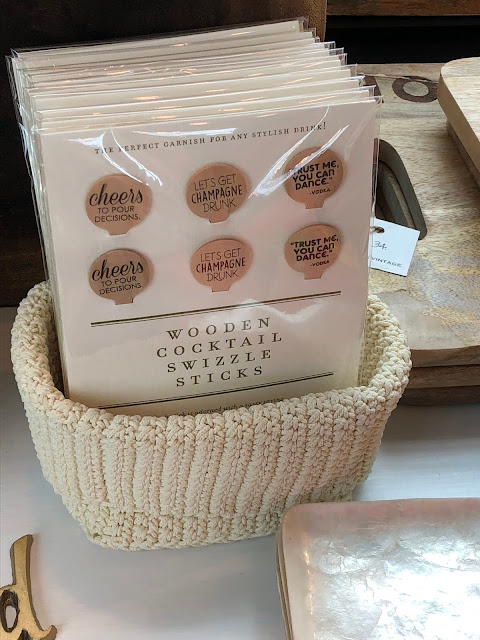 THE PERFECT GARNISH FOR ANY STYLISH DRINK!
cheers
TO POUR
DECISIONS.
LET'S GET
CHAMPAGNE
DRUNK
"TRUST ME,
YOU CAN
DANCE."
-VODKA
cheers
TO POUR
DECISIONS.
LET'S GET
CHAMPAGNE
DRUNK
"TRUST ME,
YOU CAN
DANCE."
-VODKA
WOODEN
COCKTAIL
SWIZZLE
STICKS
34.
VINTAGE